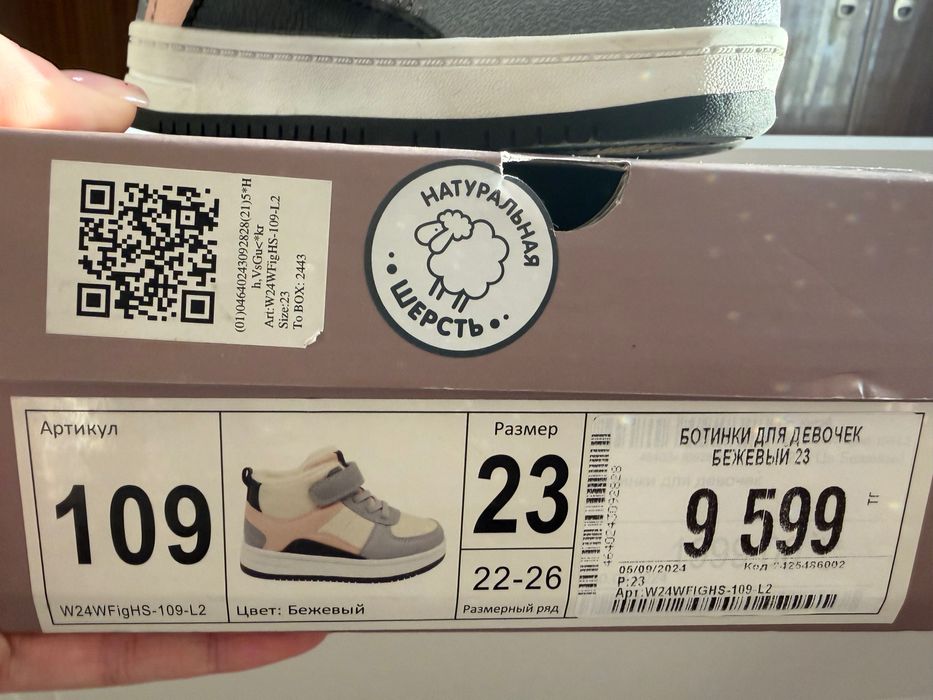 (01)04640243092828(21)5*H
h.VsGu<*kr
Art:W24WFigHS-109-L2
Size:23
To BOX: 2443
НАТУРАЛЬНАЯ
ШЕРСТЬ
Артикул
109
W24WFigHS-109-L2
Цвет: Бежевый
Размер
23
22-26
Размерный ряд
4640243092828
БОТИНКИ ДЛЯ ДЕВОЧЕК
БЕЖЕВЫЙ 23
9 599
ТГ
05/09/2024 Код
P:23
Арт:W24WFIGHS-109-L2